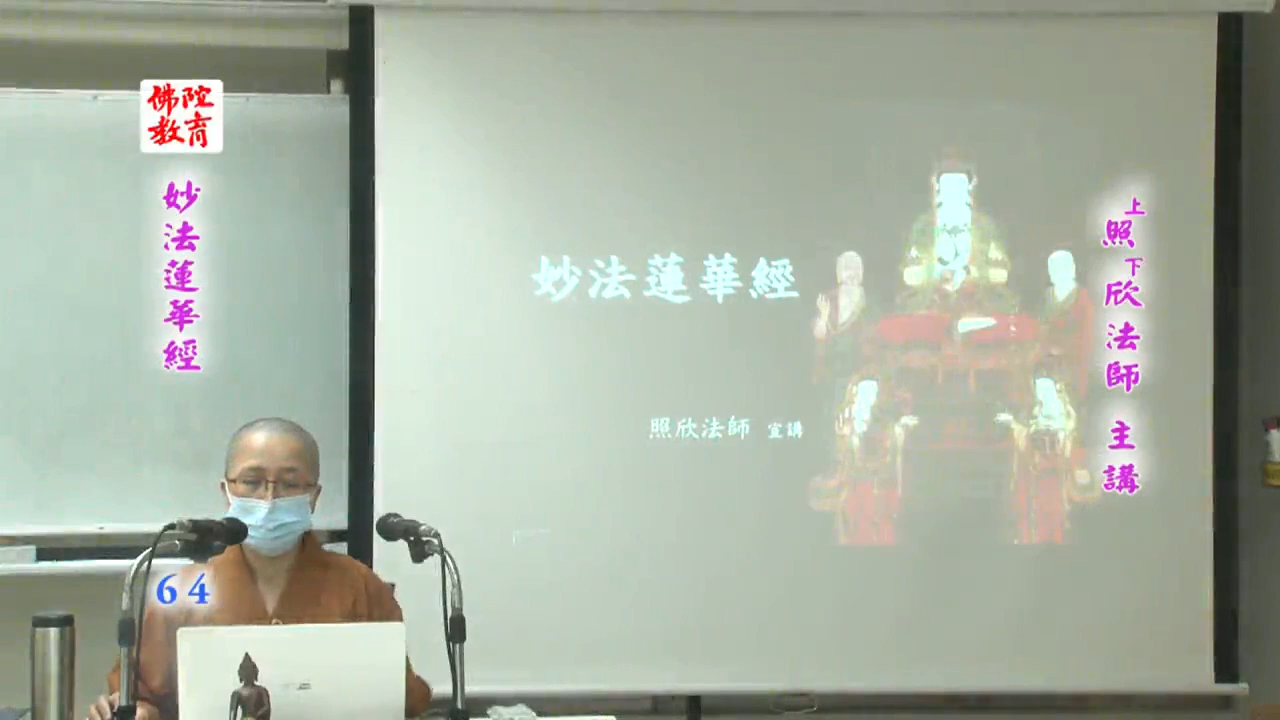 佛陀
教育
妙法蓮華經
64
妙法蓮華經
照欣法師 宣講
上照下欣法師 主講